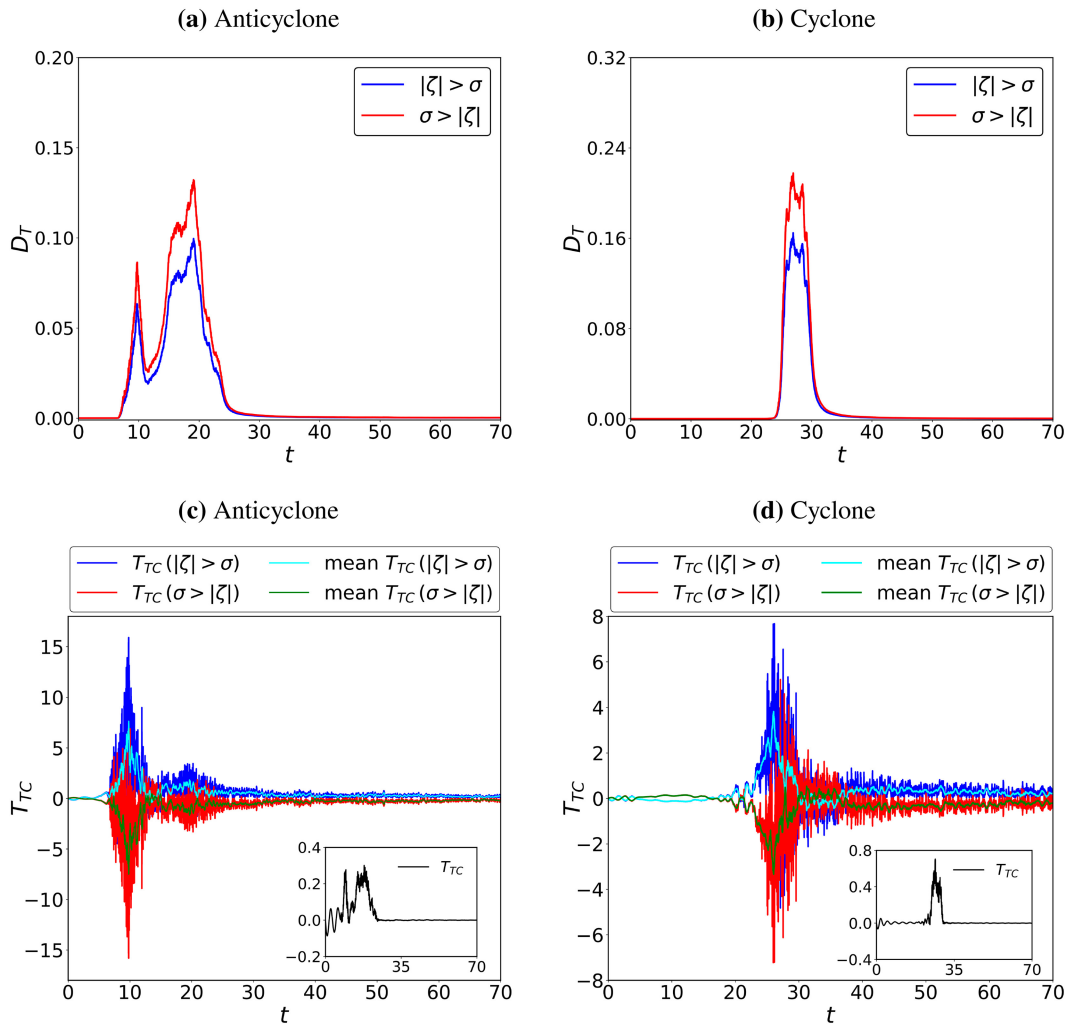 (a) Anticyclone
0.20
0.15
0.10
0.05
0.00
D_T
|ζ| > σ
σ > |ζ|
0 10 20 30 40 50 60 70
t
(b) Cyclone
0.32
0.24
0.16
0.08
0.00
D_T
|ζ| > σ
σ > |ζ|
0 10 20 30 40 50 60 70
t
(c) Anticyclone
T_TC (|ζ| > σ) mean T_TC (|ζ| > σ)
T_TC (σ > |ζ|) mean T_TC (σ > |ζ|)
15
10
5
0
−5
−10
−15
T_TC
0.4
0.2
0.0
−0.2
T_TC
0 35 70
0 10 20 30 40 50 60 70
t
(d) Cyclone
T_TC (|ζ| > σ) mean T_TC (|ζ| > σ)
T_TC (σ > |ζ|) mean T_TC (σ > |ζ|)
8
6
4
2
0
−2
−4
−6
−8
T_TC
0.8
0.4
0.0
−0.4
T_TC
0 35 70
0 10 20 30 40 50 60 70
t